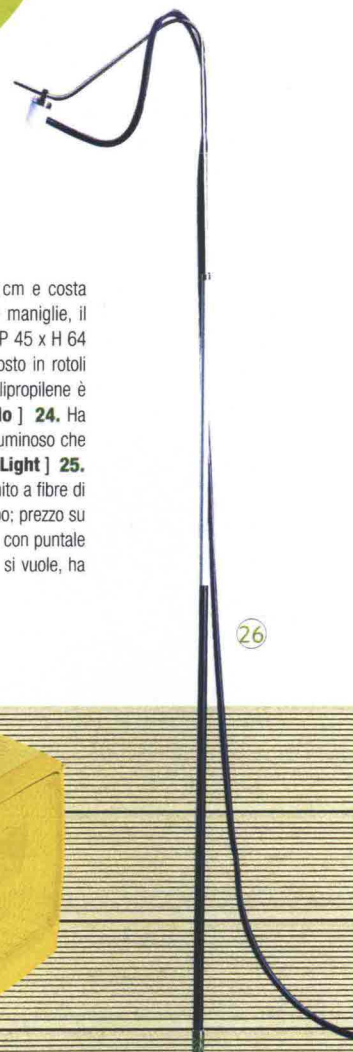 cm e costa
maniglie, il
P 45 x H 64
osto in rotoli
lipropilene è
lo ] 24. Ha
uminoso che
Light ] 25.
ito a fibre di
o; prezzo su
con puntale
si vuole, ha
26